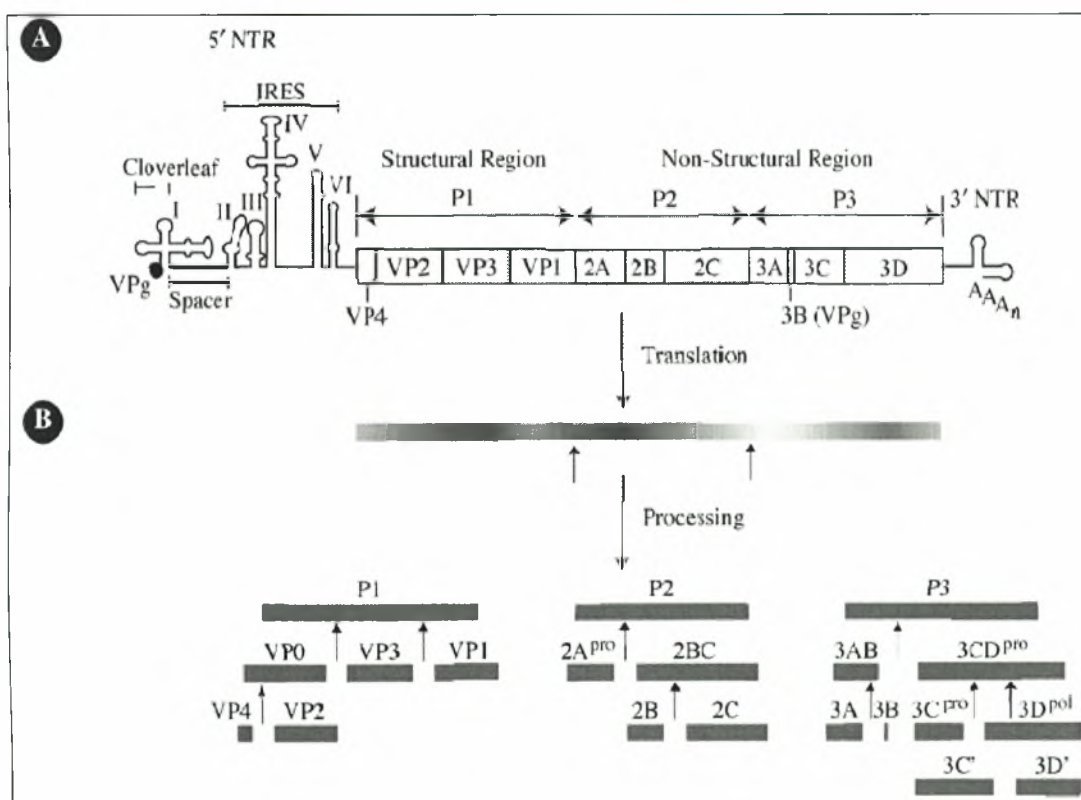 A
5′ NTR
IRES
IV
Cloverleaf
V
Structural Region
Non-Structural Region
I
II
III
VI
P1
P2
P3
3′ NTR
VP2
VP3
VP1
2A
2B
2C
3A
3C
3D
VPg
Spacer
VP4
3B (VPg)
AAAn
Translation
B
Processing
P1
P2
P3
VP0
VP3
VP1
2Apro
2BC
3AB
3CDpro
VP4
VP2
2B
2C
3A
3B
3Cpro
3Dpol
3C'
3D'